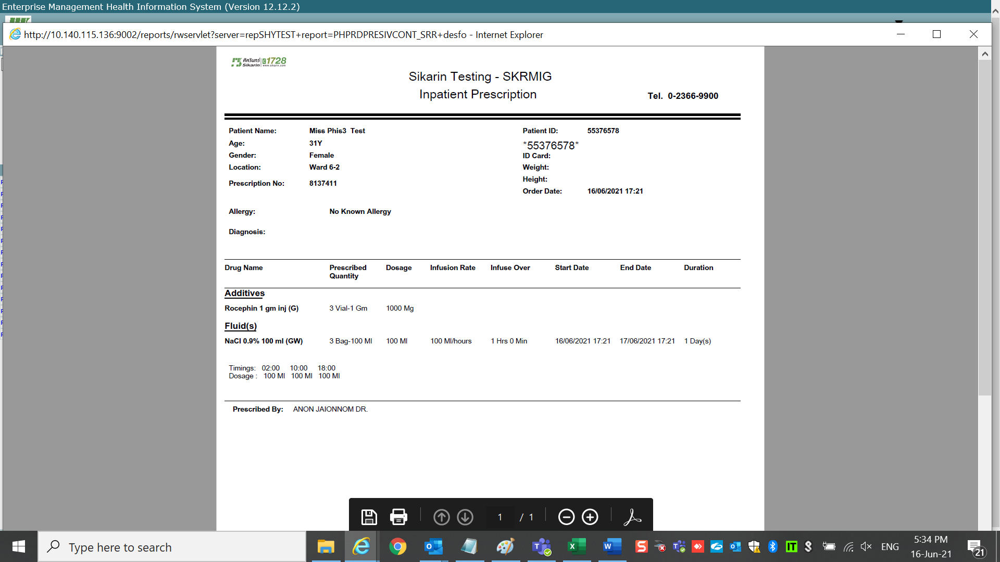 Enterprise Management Health Information System (Version 12.12.2)
http://10.140.115.136:9002/reports/rwservlet?server=repSHYTEST+report=PHPRDPRESIVCONT_SRR+desfo - Internet Explorer
ศิครินทร์ 1728
Sikarin www.sikarin.com
Sikarin Testing - SKRMIG
Inpatient Prescription
Tel. 0-2366-9900
Patient Name: Miss Phis3 Test Patient ID: 55376578
Age: 31Y *55376578*
Gender: Female ID Card:
Location: Ward 6-2 Weight:
Height:
Prescription No: 8137411
Order Date: 16/06/2021 17:21
Allergy: No Known Allergy
Diagnosis:
Drug Name Prescribed Quantity Dosage Infusion Rate Infuse Over Start Date End Date Duration
Additives
Rocephin 1 gm inj (G) 3 Vial-1 Gm 1000 Mg
Fluid(s)
NaCl 0.9% 100 ml (GW) 3 Bag-100 Ml 100 Ml 100 Ml/hours 1 Hrs 0 Min 16/06/2021 17:21 17/06/2021 17:21 1 Day(s)
Timings: 02:00 10:00 18:00
Dosage : 100 Ml 100 Ml 100 Ml
Prescribed By: ANON JAIONNOM DR.
1 / 1
Type here to search
ENG
5:34 PM
16-Jun-21
21